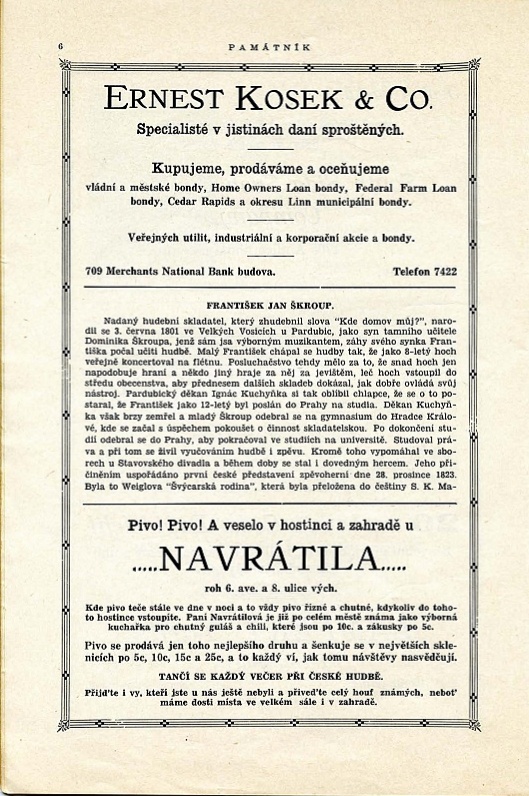 6
PAMÁTNÍK
ERNEST KOSEK & CO.
Specialisté v jistinách daní sproštěných.
Kupujeme, prodáváme a oceňujeme
vládní a městské bondy, Home Owners Loan bondy, Federal Farm Loan
bondy, Cedar Rapids a okresu Linn municipální bondy.
Veřejných utilit, industriální a korporační akcie a bondy.
709 Merchants National Bank budova. Telefon 7422
FRANTIŠEK JAN ŠKROUP.
Nadaný hudební skladatel, který zhudebnil slova "Kde domov můj?", naro-
dil se 3. června 1801 ve Velkých Vosicích u Pardubic, jako syn tamního učitele
Dominika Škroupa, jenž sám jsa výborným muzikantem, záhy svého synka Fran-
tiška počal učiti hudbě. Malý František chápal se hudby tak, že jako 8-letý hoch
veřejně koncertoval na flétnu. Posluchačstvo tehdy mělo za to, že snad hoch jen
napodobuje hraní a někdo jiný hraje za něj za jevištěm, leč hoch vstoupil do
středu obecenstva, aby přednesem dalších skladeb dokázal, jak dobře ovládá svůj
nástroj. Pardubický děkan Ignác Kuchyňka si tak oblíbil chlapce, že se o to po-
staral, že František jako 12-letý byl poslán do Prahy na studia. Děkan Kuchyň-
ka však brzy zemřel a mladý Škroup odebral se na gymnasium do Hradce Králo-
vé, kde se začal s úspěchem pokoušet o činnost skladatelskou. Po dokončení stu-
dií odebral se do Prahy, aby pokračoval ve studiích na universitě. Studoval prá-
va a při tom se živil vyučováním hudbě i zpěvu. Kromě toho vypomáhal ve sbo-
rech u Stavovského divadla a během doby se stal i dovedným hercem. Jeho při-
činěním uspořádáno první české představení zpěvoherní dne 28. prosince 1823.
Byla to Weiglova "Švýcarská rodina", která byla přeložena do češtiny S. K. Ma-
Pivo! Pivo! A veselo v hostinci a zahradě u
.....NAVRÁTILA.....
roh 6. ave. a 8. ulice vých.
Kde pivo teče stále ve dne v noci a to vždy pivo řízné a chutné, kdykoliv do toho-
to hostince vstoupíte. Paní Navrátilová je již po celém městě známa jako výborná
kuchařka pro chutný guláš a chili, které jsou po 10c. a zákusky po 5c.
Pivo se prodává jen toho nejlepšího druhu a šenkuje se v největších skle-
nicích po 5c, 10c, 15c a 25c, a to každý ví, jak tomu návštěvy nasvědčují.
TANČÍ SE KAŽDÝ VEČER PŘI ČESKÉ HUDBĚ.
Přijďte i vy, kteří jste u nás ještě nebyli a přiveďte celý houf známých, neboť
máme dosti místa ve velkém sále i v zahradě.